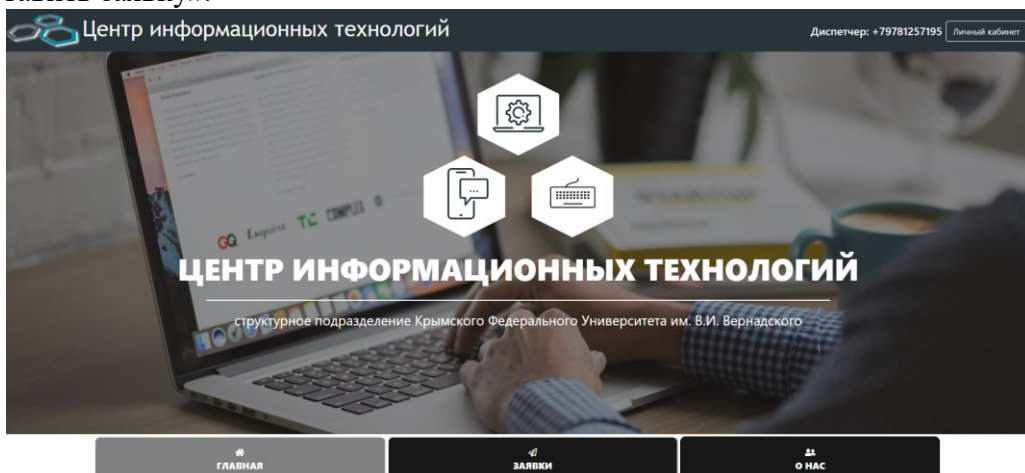 Центр информационных технологий
Диспетчер: +79781257195
Личный кабинет
GQ Esquire TC COMPLEX
ЦЕНТР ИНФОРМАЦИОННЫХ ТЕХНОЛОГИЙ
структурное подразделение Крымского Федерального Университета им. В.И. Вернадского
ГЛАВНАЯ
ЗАЯВКИ
О НАС